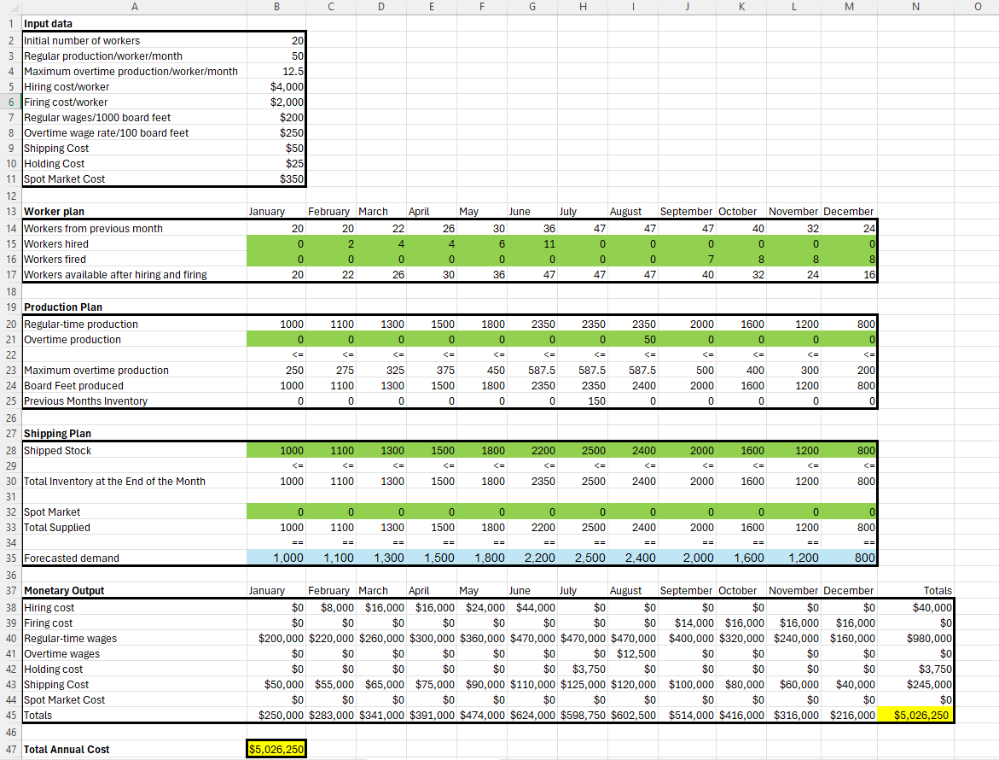 A B C D E F G H I J K L M N O
1 Input data
2 Initial number of workers 20
3 Regular production/worker/month 50
4 Maximum overtime production/worker/month 12.5
5 Hiring cost/worker $4,000
6 Firing cost/worker $2,000
7 Regular wages/1000 board feet $200
8 Overtime wage rate/100 board feet $250
9 Shipping Cost $50
10 Holding Cost $25
11 Spot Market Cost $350
12
13 Worker plan January February March April May June July August September October November December
14 Workers from previous month 20 20 22 26 30 36 47 47 47 40 32 24
15 Workers hired 0 2 4 4 6 11 0 0 0 0 0 0
16 Workers fired 0 0 0 0 0 0 0 0 7 8 8 8
17 Workers available after hiring and firing 20 22 26 30 36 47 47 47 40 32 24 16
18
19 Production Plan
20 Regular-time production 1000 1100 1300 1500 1800 2350 2350 2350 2000 1600 1200 800
21 Overtime production 0 0 0 0 0 0 0 50 0 0 0 0
22 <= <= <= <= <= <= <= <= <= <= <= <=
23 Maximum overtime production 250 275 325 375 450 587.5 587.5 587.5 500 400 300 200
24 Board Feet produced 1000 1100 1300 1500 1800 2350 2350 2400 2000 1600 1200 800
25 Previous Months Inventory 0 0 0 0 0 0 150 0 0 0 0 0
26
27 Shipping Plan
28 Shipped Stock 1000 1100 1300 1500 1800 2200 2500 2400 2000 1600 1200 800
29 <= <= <= <= <= <= <= <= <= <= <= <=
30 Total Inventory at the End of the Month 1000 1100 1300 1500 1800 2350 2500 2400 2000 1600 1200 800
31
32 Spot Market 0 0 0 0 0 0 0 0 0 0 0 0
33 Total Supplied 1000 1100 1300 1500 1800 2200 2500 2400 2000 1600 1200 800
34 == == == == == == == == == == == ==
35 Forecasted demand 1,000 1,100 1,300 1,500 1,800 2,200 2,500 2,400 2,000 1,600 1,200 800
36
37 Monetary Output January February March April May June July August September October November December Totals
38 Hiring cost $0 $8,000 $16,000 $16,000 $24,000 $44,000 $0 $0 $0 $0 $0 $0 $40,000
39 Firing cost $0 $0 $0 $0 $0 $0 $0 $0 $14,000 $16,000 $16,000 $16,000 $0
40 Regular-time wages $200,000 $220,000 $260,000 $300,000 $360,000 $470,000 $470,000 $470,000 $400,000 $320,000 $240,000 $160,000 $980,000
41 Overtime wages $0 $0 $0 $0 $0 $0 $0 $12,500 $0 $0 $0 $0 $0
42 Holding cost $0 $0 $0 $0 $0 $0 $3,750 $0 $0 $0 $0 $0 $3,750
43 Shipping Cost $50,000 $55,000 $65,000 $75,000 $90,000 $110,000 $125,000 $120,000 $100,000 $80,000 $60,000 $40,000 $245,000
44 Spot Market Cost $0 $0 $0 $0 $0 $0 $0 $0 $0 $0 $0 $0 $0
45 Totals $250,000 $283,000 $341,000 $391,000 $474,000 $624,000 $598,750 $602,500 $514,000 $416,000 $316,000 $216,000 $5,026,250
46
47 Total Annual Cost $5,026,250